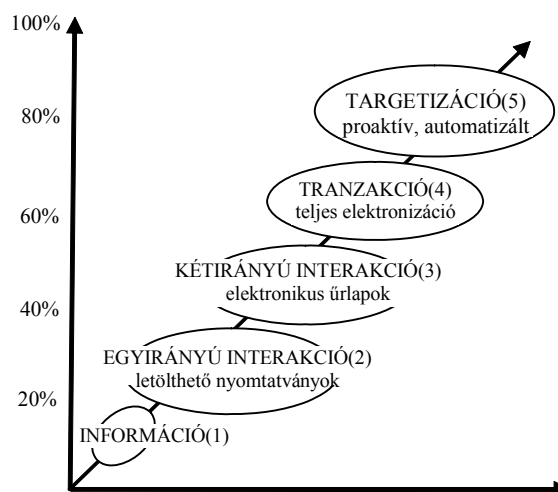 100%
80%
TARGETIZÁCIÓ(5)
proaktív, automatizált
TRANZAKCIÓ(4)
teljes elektronizáció
60%
KÉTIRÁNYÚ INTERAKCIÓ(3)
elektronikus űrlapok
40%
EGYIRÁNYÚ INTERAKCIÓ(2)
letölthető nyomtatványok
20%
INFORMÁCIÓ(1)